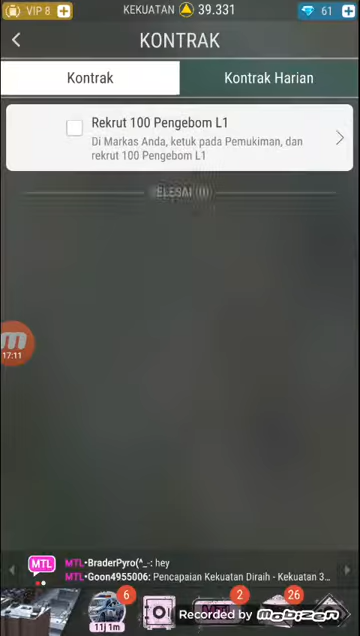 VIP 8
KEKUATAN 39.331
61
KONTRAK
Kontrak
Kontrak Harian
Rekrut 100 Pengebom L1
Di Markas Anda, ketuk pada Pemukiman, dan
rekrut 100 Pengebom L1
17:11
MTL
MTL•BraderPyro(^_-: hey
MTL•Goon4955006: Pencapaian Kekuatan Diraih - Kekuatan 3...
6
2
26
11j 1m
Recorded by mobizen